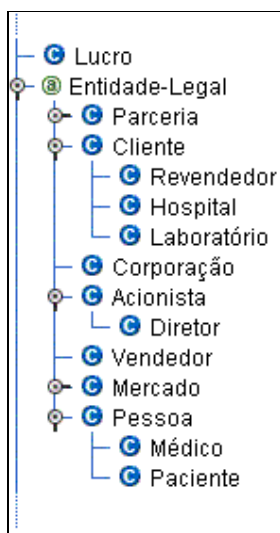 Lucro
Entidade-Legal
Parceria
Cliente
Revendedor
Hospital
Laboratório
Corporação
Acionista
Diretor
Vendedor
Mercado
Pessoa
Médico
Paciente